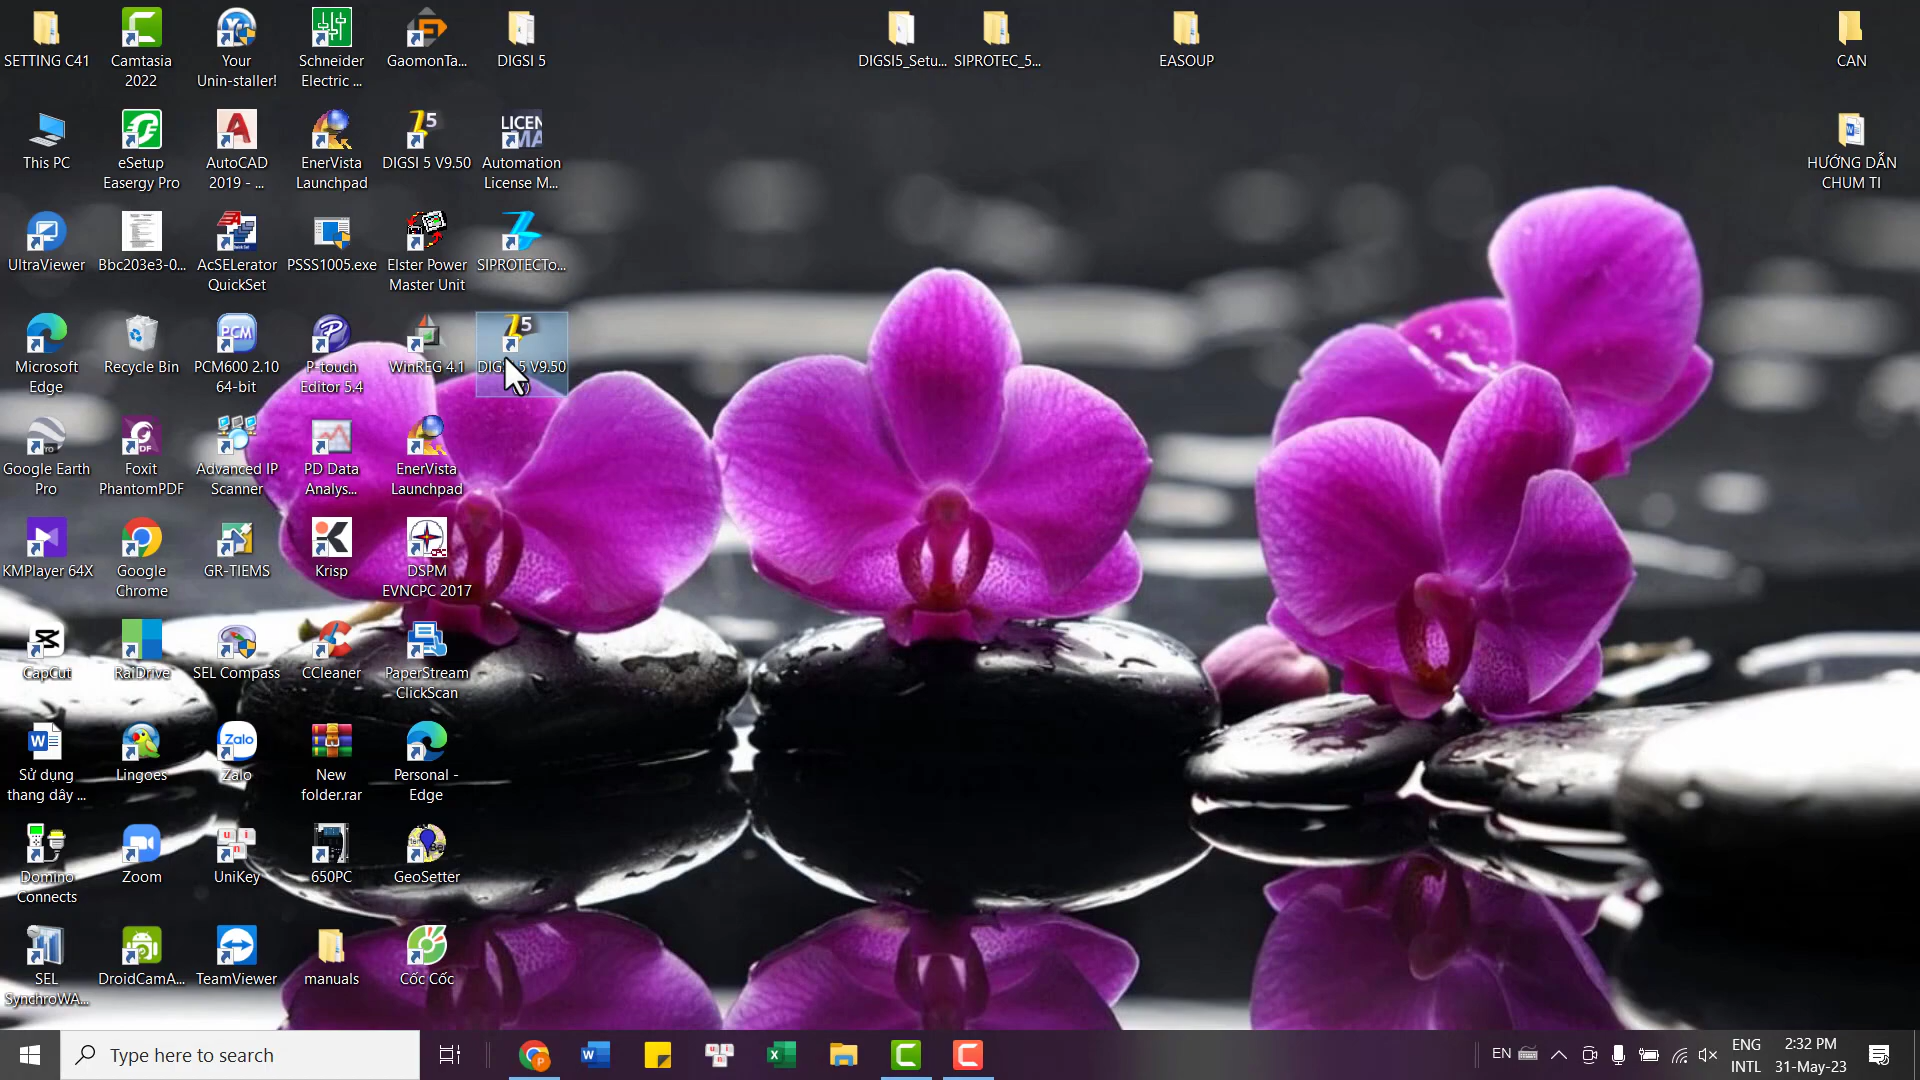 SETTING C41
Camtasia
2022
Your
Unin-staller!
Schneider
Electric ...
GaomonTa...
DIGSI 5
DIGSI5_Setu...
SIPROTEC_5...
EASOUP
CAN
This PC
eSetup
Easergy Pro
AutoCAD
2019 - ...
EnerVista
Launchpad
DIGSI 5 V9.50
Automation
License M...
HƯỚNG DẪN
CHUM TI
UltraViewer
Bbc203e3-0...
AcSELerator
QuickSet
PSSS1005.exe
Elster Power
Master Unit
SIPROTECTo...
Microsoft
Edge
Recycle Bin
PCM600 2.10
64-bit
P-touch
Editor 5.4
WinREG 4.1
V9.50
Google Earth
Pro
Foxit
PhantomPDF
Advanced IP
Scanner
PD Data
Analys...
EnerVista
Launchpad
KMPlayer 64X
Google
Chrome
GR-TIEMS
Krisp
DSPM
EVNCPC 2017
CapCut
RaiDrive
SEL Compass
CCleaner
PaperStream
ClickScan
Sử dụng
thang dây ...
Lingoes
Zalo
New
folder.rar
Personal -
Edge
Domino
Connects
Zoom
UniKey
650PC
GeoSetter
SEL
SynchroWA...
DroidCamA...
TeamViewer
manuals
Cốc Cốc
Type here to search
EN
ENG
INTL
2:32 PM
31-May-23